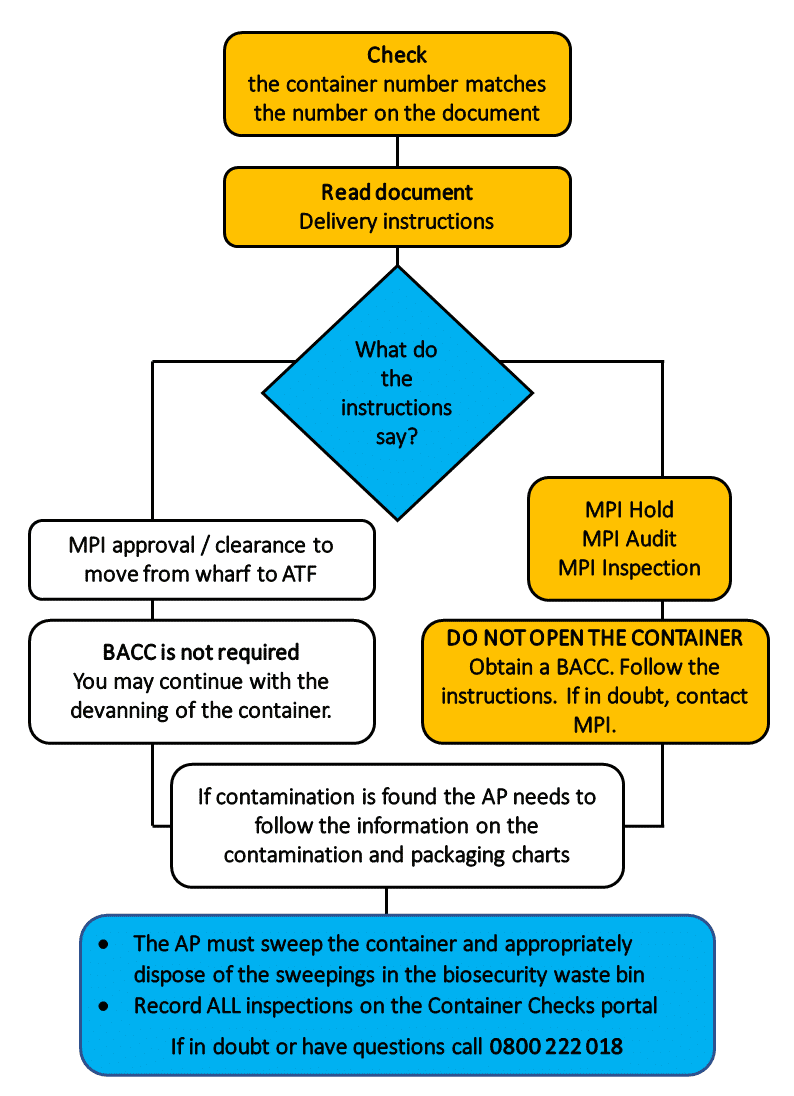 Check
the container number matches
the number on the document
Read document
Delivery instructions
What do
the
instructions
say?
MPI approval / clearance to
move from wharf to ATF
BACC is not required
You may continue with the
devanning of the container.
MPI Hold
MPI Audit
MPI Inspection
DO NOT OPEN THE CONTAINER
Obtain a BACC. Follow the
instructions. If in doubt, contact
MPI.
If contamination is found the AP needs to
follow the information on the
contamination and packaging charts
• The AP must sweep the container and appropriately
dispose of the sweepings in the biosecurity waste bin
• Record ALL inspections on the Container Checks portal
If in doubt or have questions call 0800 222 018